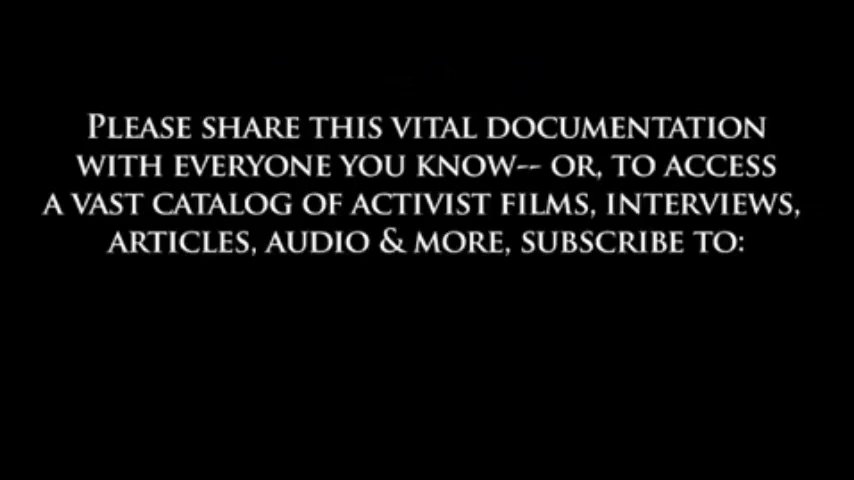 Please share this vital documentation
with everyone you know-- or, to access
a vast catalog of activist films, interviews,
articles, audio & more, subscribe to: